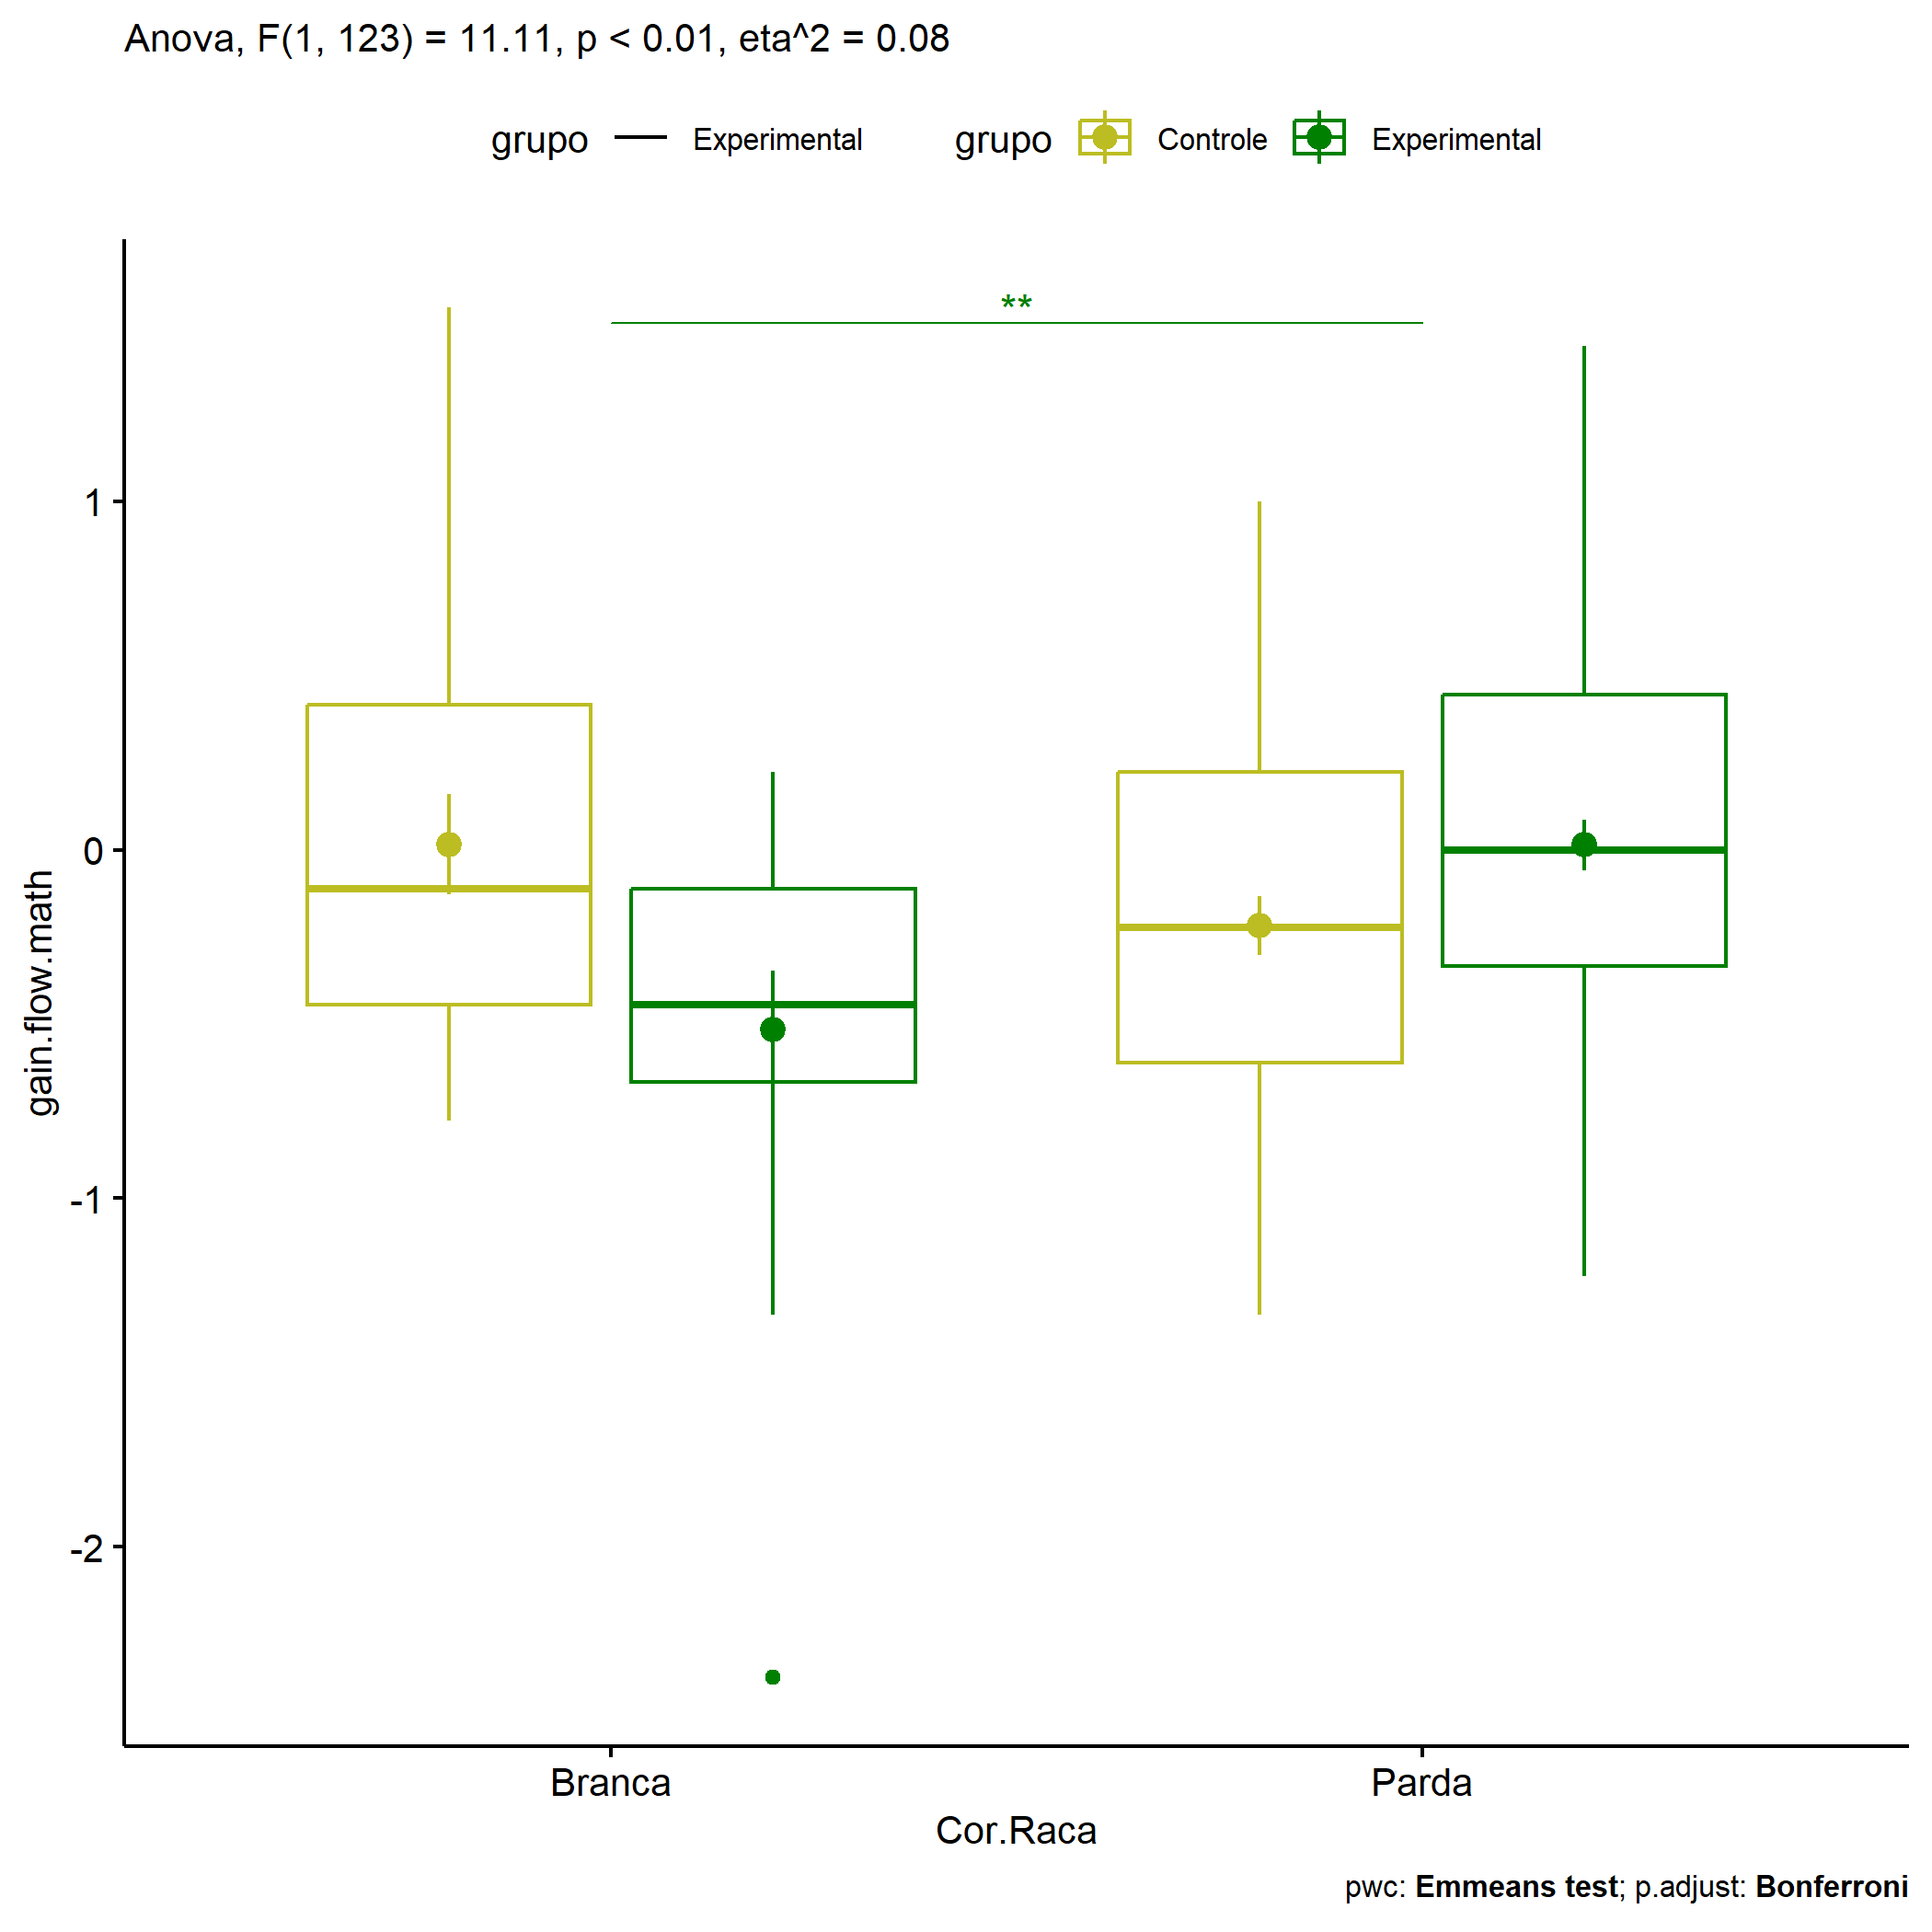 Anova, F(1, 123) = 11.11, p < 0.01, eta^2 = 0.08
grupo Experimental grupo Controle Experimental
**
1
0
-1
-2
gain.flow.math
Branca Parda
Cor.Raca
pwc: Emmeans test; p.adjust: Bonferroni